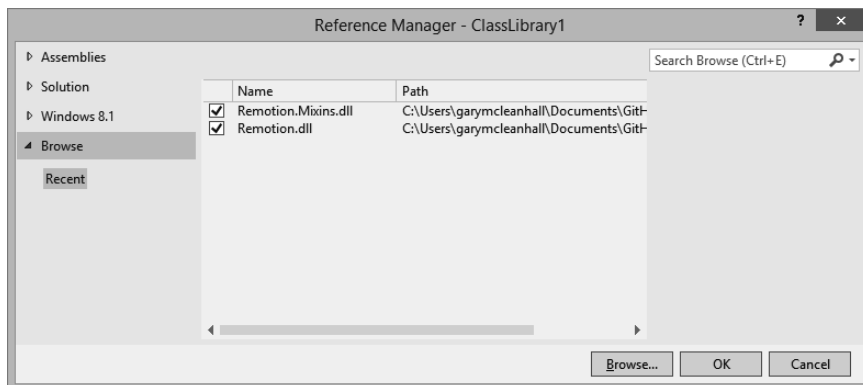 Reference Manager - ClassLibrary1
? ×
Assemblies
Solution
Windows 8.1
Browse
Recent
Search Browse (Ctrl+E)
Name Path
Remotion.Mixins.dll C:\Users\garymcleanhall\Documents\GitH
Remotion.dll C:\Users\garymcleanhall\Documents\GitH
Browse... OK Cancel